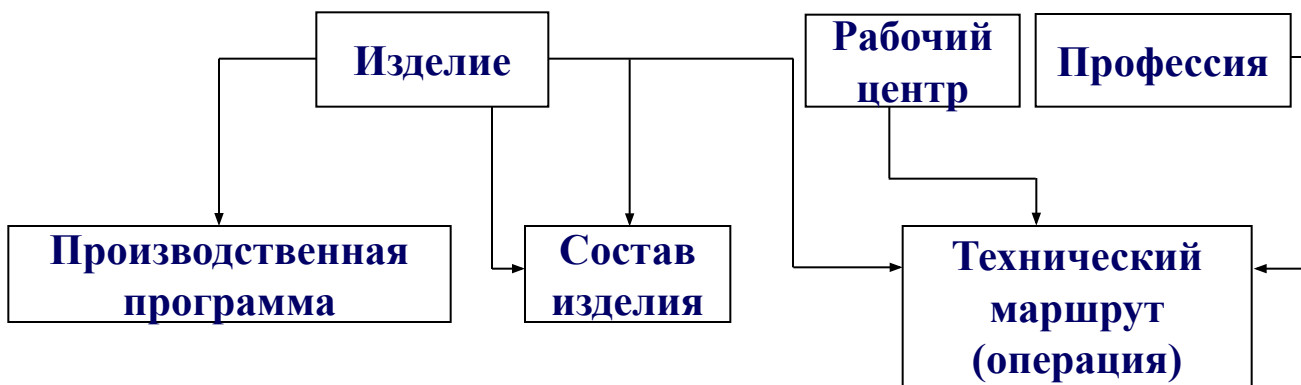 Изделие
Рабочий
центр
Профессия
Производственная
программа
Состав
изделия
Технический
маршрут
(операция)